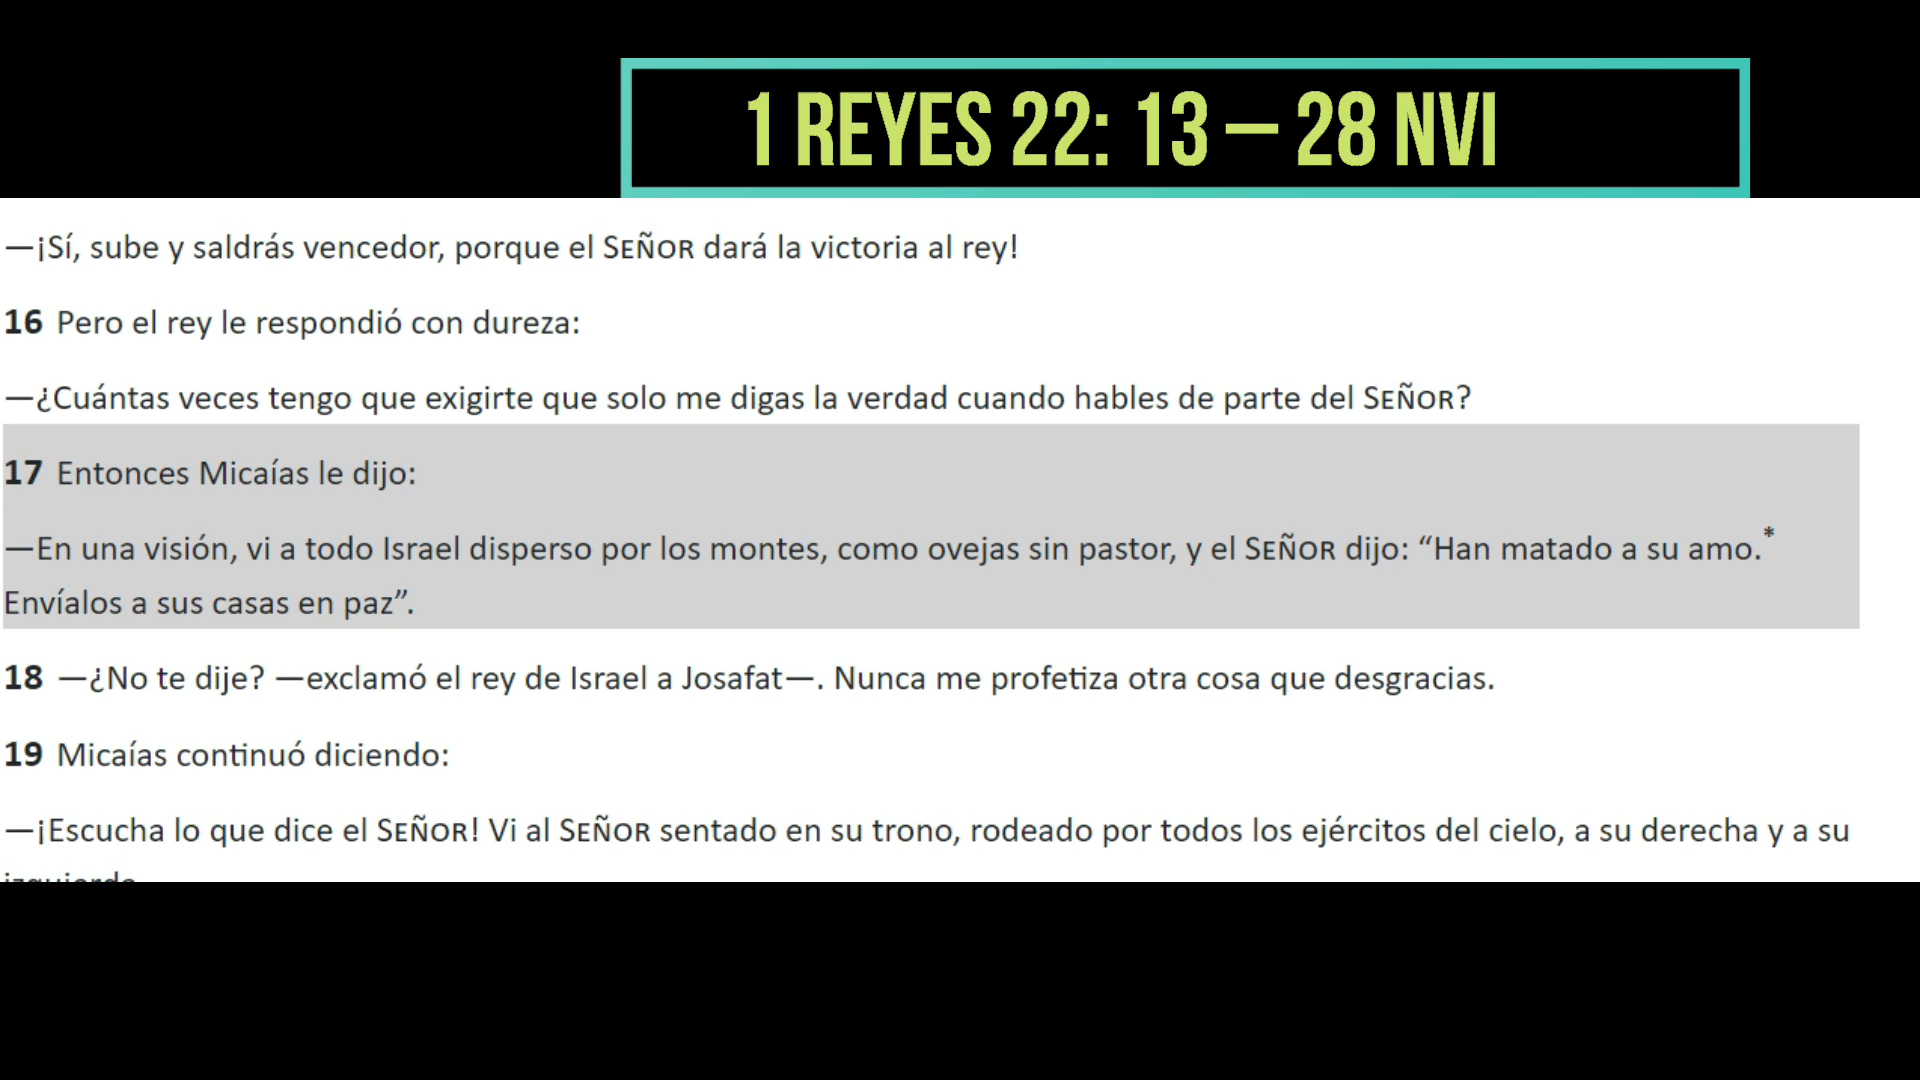 1 REYES 22: 13 – 28 NVI
—¡Sí, sube y saldrás vencedor, porque el SEÑOR dará la victoria al rey!
16 Pero el rey le respondió con dureza:
—¿Cuántas veces tengo que exigirte que solo me digas la verdad cuando hables de parte del SEÑOR?
17 Entonces Micaías le dijo:
—En una visión, vi a todo Israel disperso por los montes, como ovejas sin pastor, y el SEÑOR dijo: “Han matado a su amo.*
Envíalos a sus casas en paz”.
18 —¿No te dije? —exclamó el rey de Israel a Josafat—. Nunca me profetiza otra cosa que desgracias.
19 Micaías continuó diciendo:
—¡Escucha lo que dice el SEÑOR! Vi al SEÑOR sentado en su trono, rodeado por todos los ejércitos del cielo, a su derecha y a su